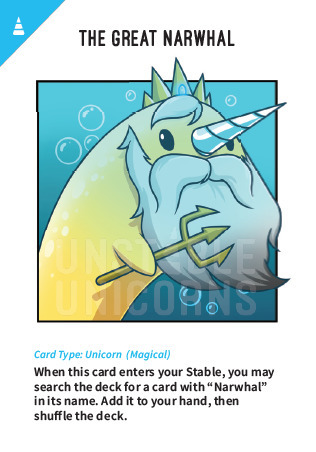 THE GREAT NARWHAL
UNSTABLE
UNICORNS
Card Type: Unicorn (Magical)
When this card enters your Stable, you may
search the deck for a card with “Narwhal”
in its name. Add it to your hand, then
shuffle the deck.